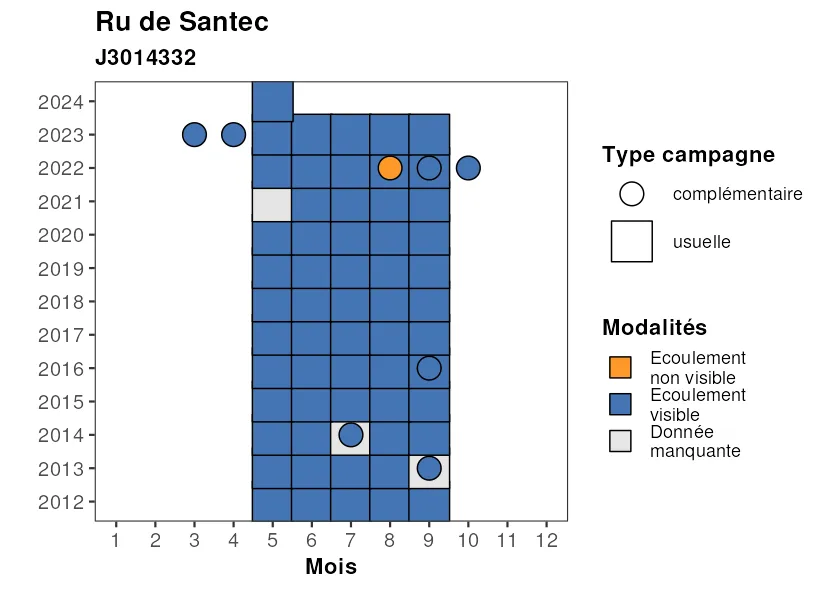 Ru de Santec
J3014332
2024
2023
2022
2021
2020
2019
2018
2017
2016
2015
2014
2013
2012
1 2 3 4 5 6 7 8 9 10 11 12
Mois
Type campagne
complémentaire
usuelle
Modalités
Ecoulement
non visible
Ecoulement
visible
Donnée
manquante